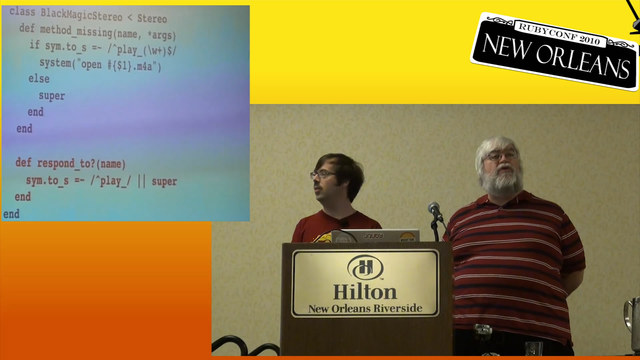 class BlackMagicStereo < Stereo
def method_missing(name, *args)
if sym.to_s =~ /^play_(\w+)$/
system("open #{$1}.m4a")
else
super
end
end
def respond_to?(name)
sym.to_s =~ /^play_/ || super
end
end
RUBYCONF 2010
NEW ORLEANS
Hilton
New Orleans Riverside